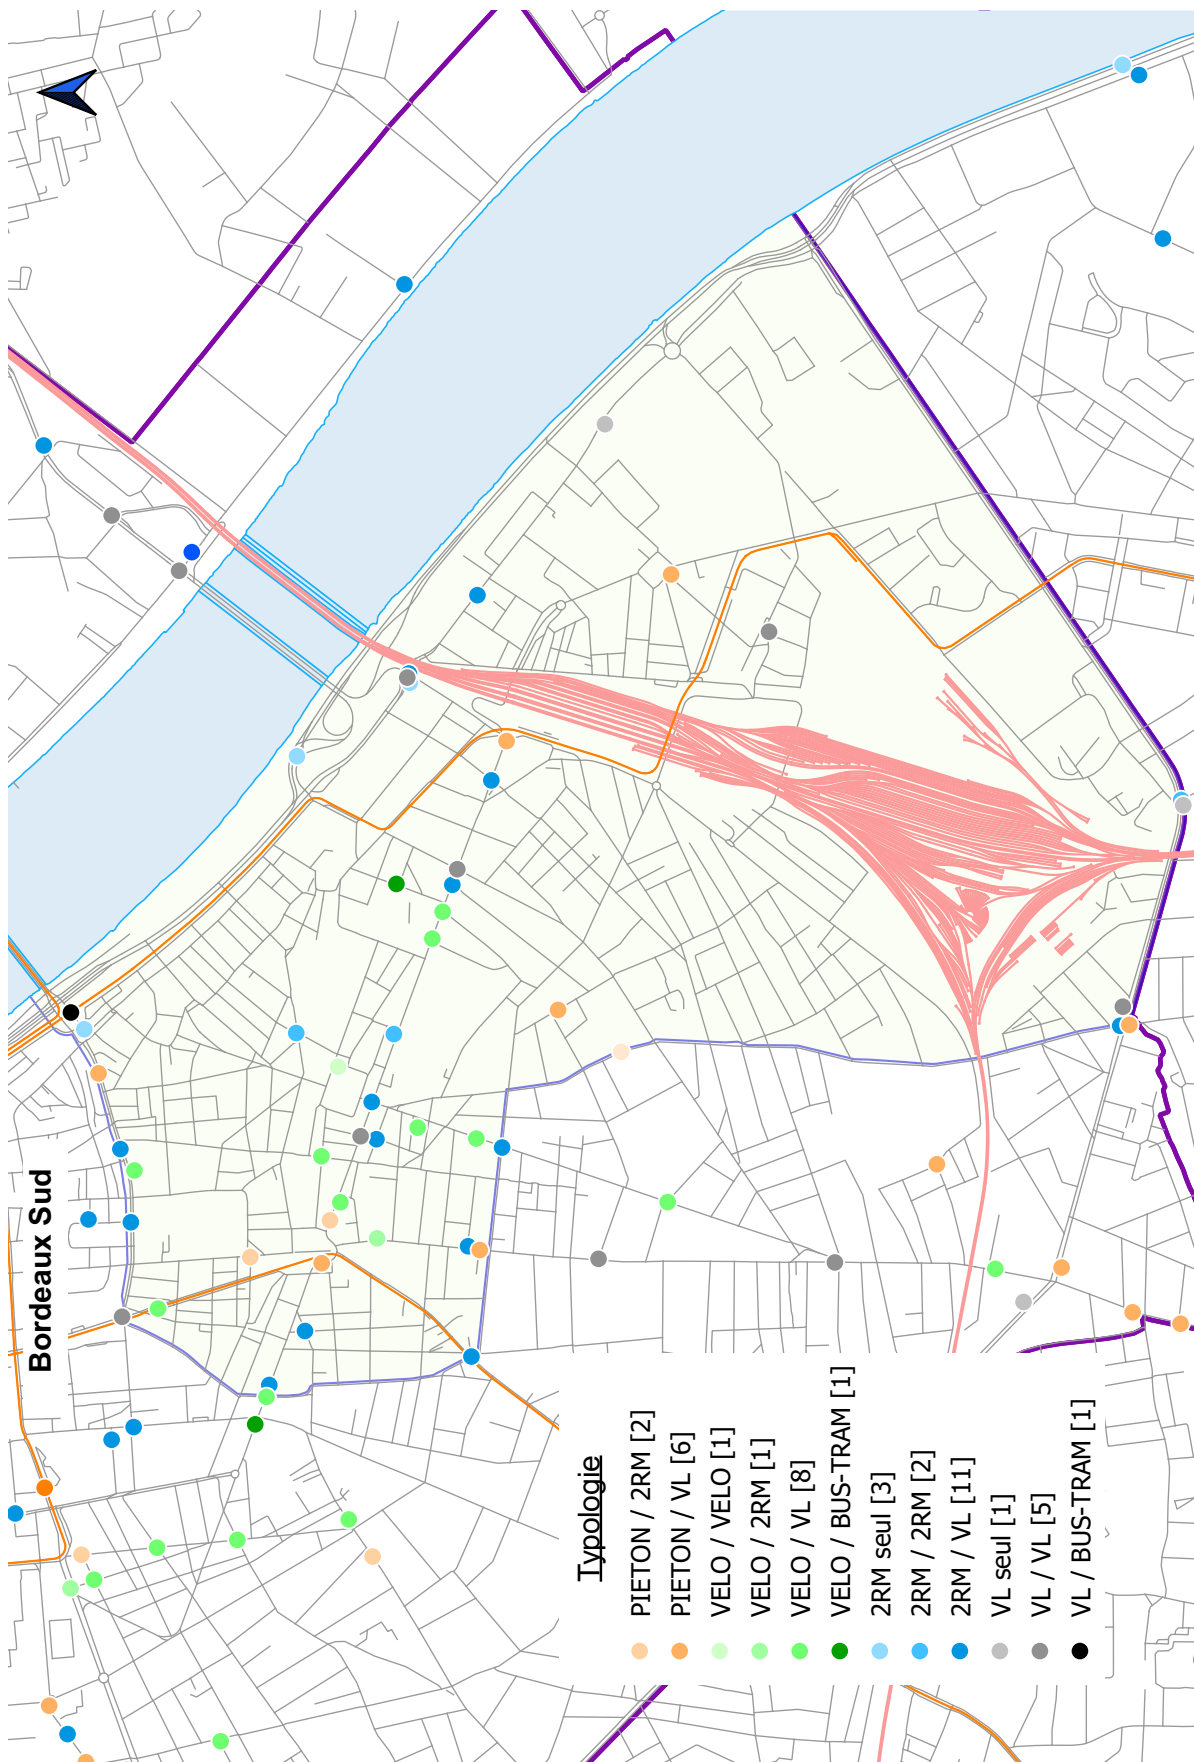 Bordeaux Sud
Typologie
PIETON / 2RM [2]
PIETON / VL [6]
VELO / VELO [1]
VELO / 2RM [1]
VELO / VL [8]
VELO / BUS-TRAM [1]
2RM seul [3]
2RM / 2RM [2]
2RM / VL [11]
VL seul [1]
VL / VL [5]
VL / BUS-TRAM [1]